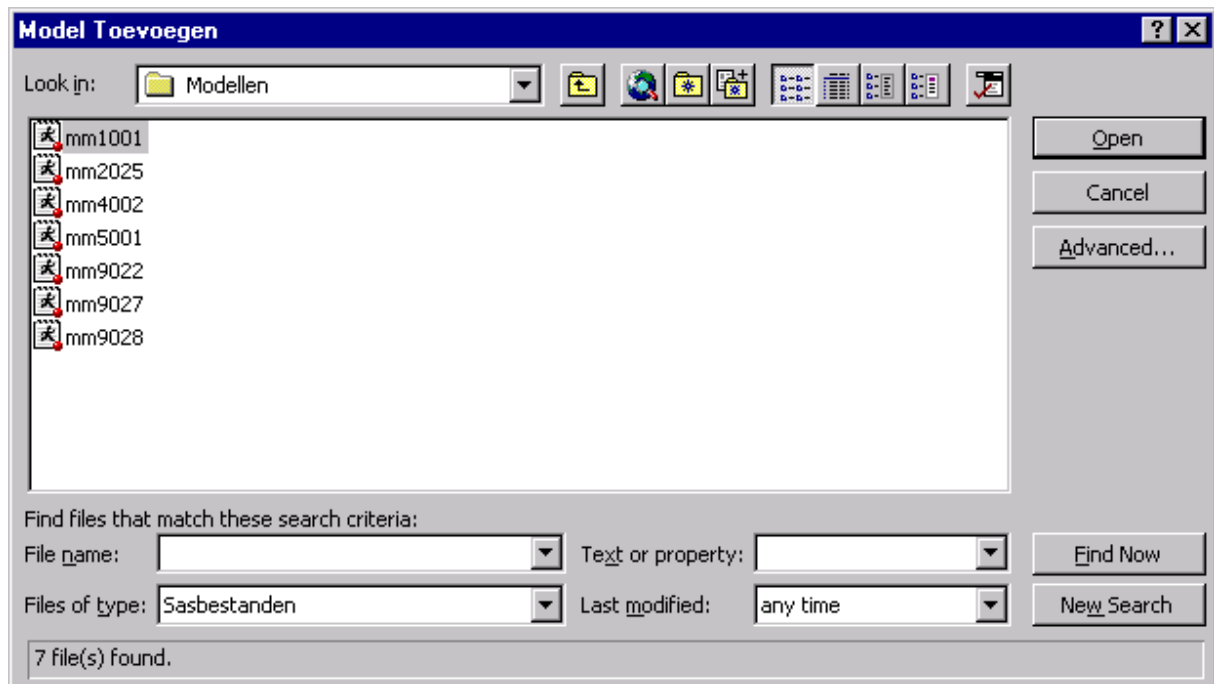 Model Toevoegen
Look in: Modellen
mm1001
mm2025
mm4002
mm5001
mm9022
mm9027
mm9028
Open
Cancel
Advanced...
Find files that match these search criteria:
File name: Text or property: Find Now
Files of type: Sasbestanden Last modified: any time New Search
7 file(s) found.